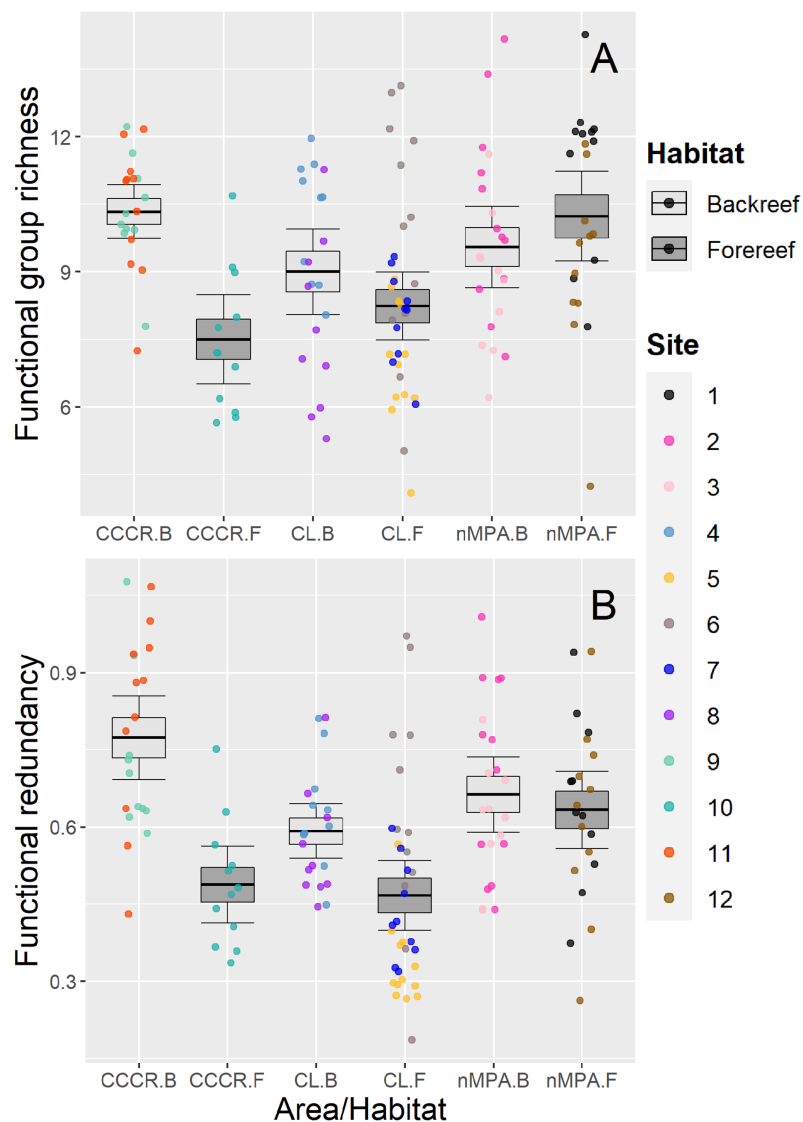 Functional group richness
12
9
6
A
CCCR.B CCCR.F CL.B CL.F nMPA.B nMPA.F
Functional redundancy
0.9
0.6
0.3
B
CCCR.B CCCR.F CL.B CL.F nMPA.B nMPA.F
Area/Habitat
Habitat
Backreef
Forereef
Site
1
2
3
4
5
6
7
8
9
10
11
12